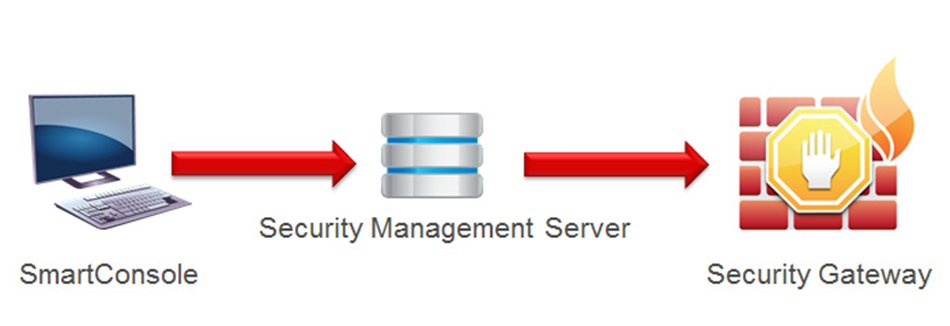 Security Management Server
SmartConsole
Security Gateway